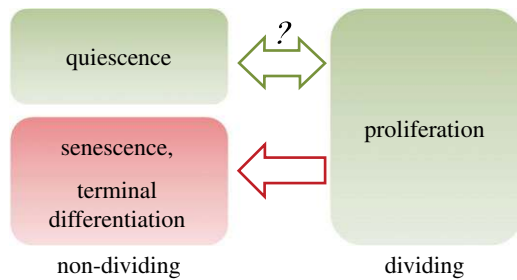 quiescence
?
proliferation
senescence,
terminal
differentiation
non-dividing
dividing